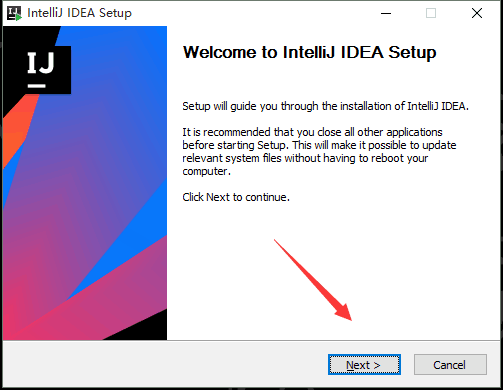 IntelliJ IDEA Setup
IJ
Welcome to IntelliJ IDEA Setup
Setup will guide you through the installation of IntelliJ IDEA.
It is recommended that you close all other applications
before starting Setup. This will make it possible to update
relevant system files without having to reboot your
computer.
Click Next to continue.
Next >
Cancel